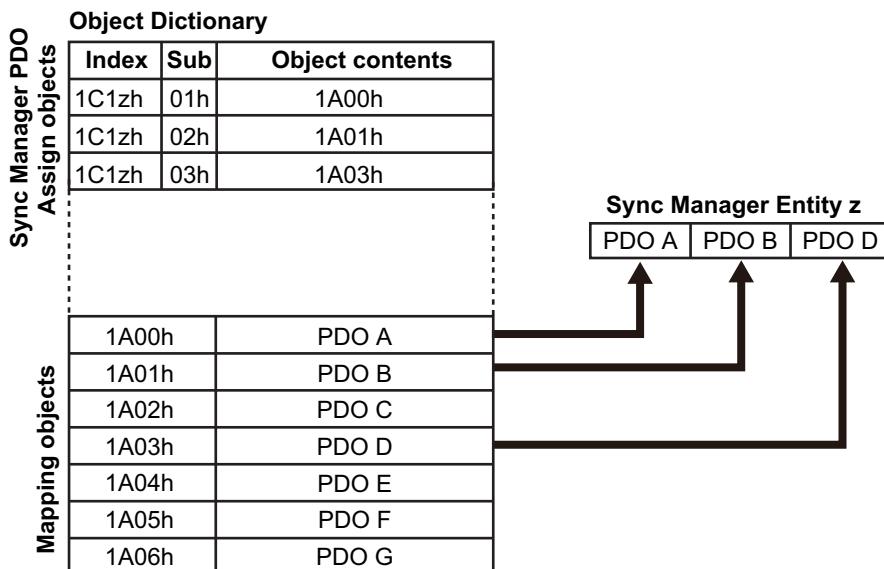 Object Dictionary
Sync Manager PDO
Assign objects
Index Sub Object contents
1C1zh 01h 1A00h
1C1zh 02h 1A01h
1C1zh 03h 1A03h
Sync Manager Entity z
PDO A PDO B PDO D
Mapping objects
1A00h PDO A
1A01h PDO B
1A02h PDO C
1A03h PDO D
1A04h PDO E
1A05h PDO F
1A06h PDO G